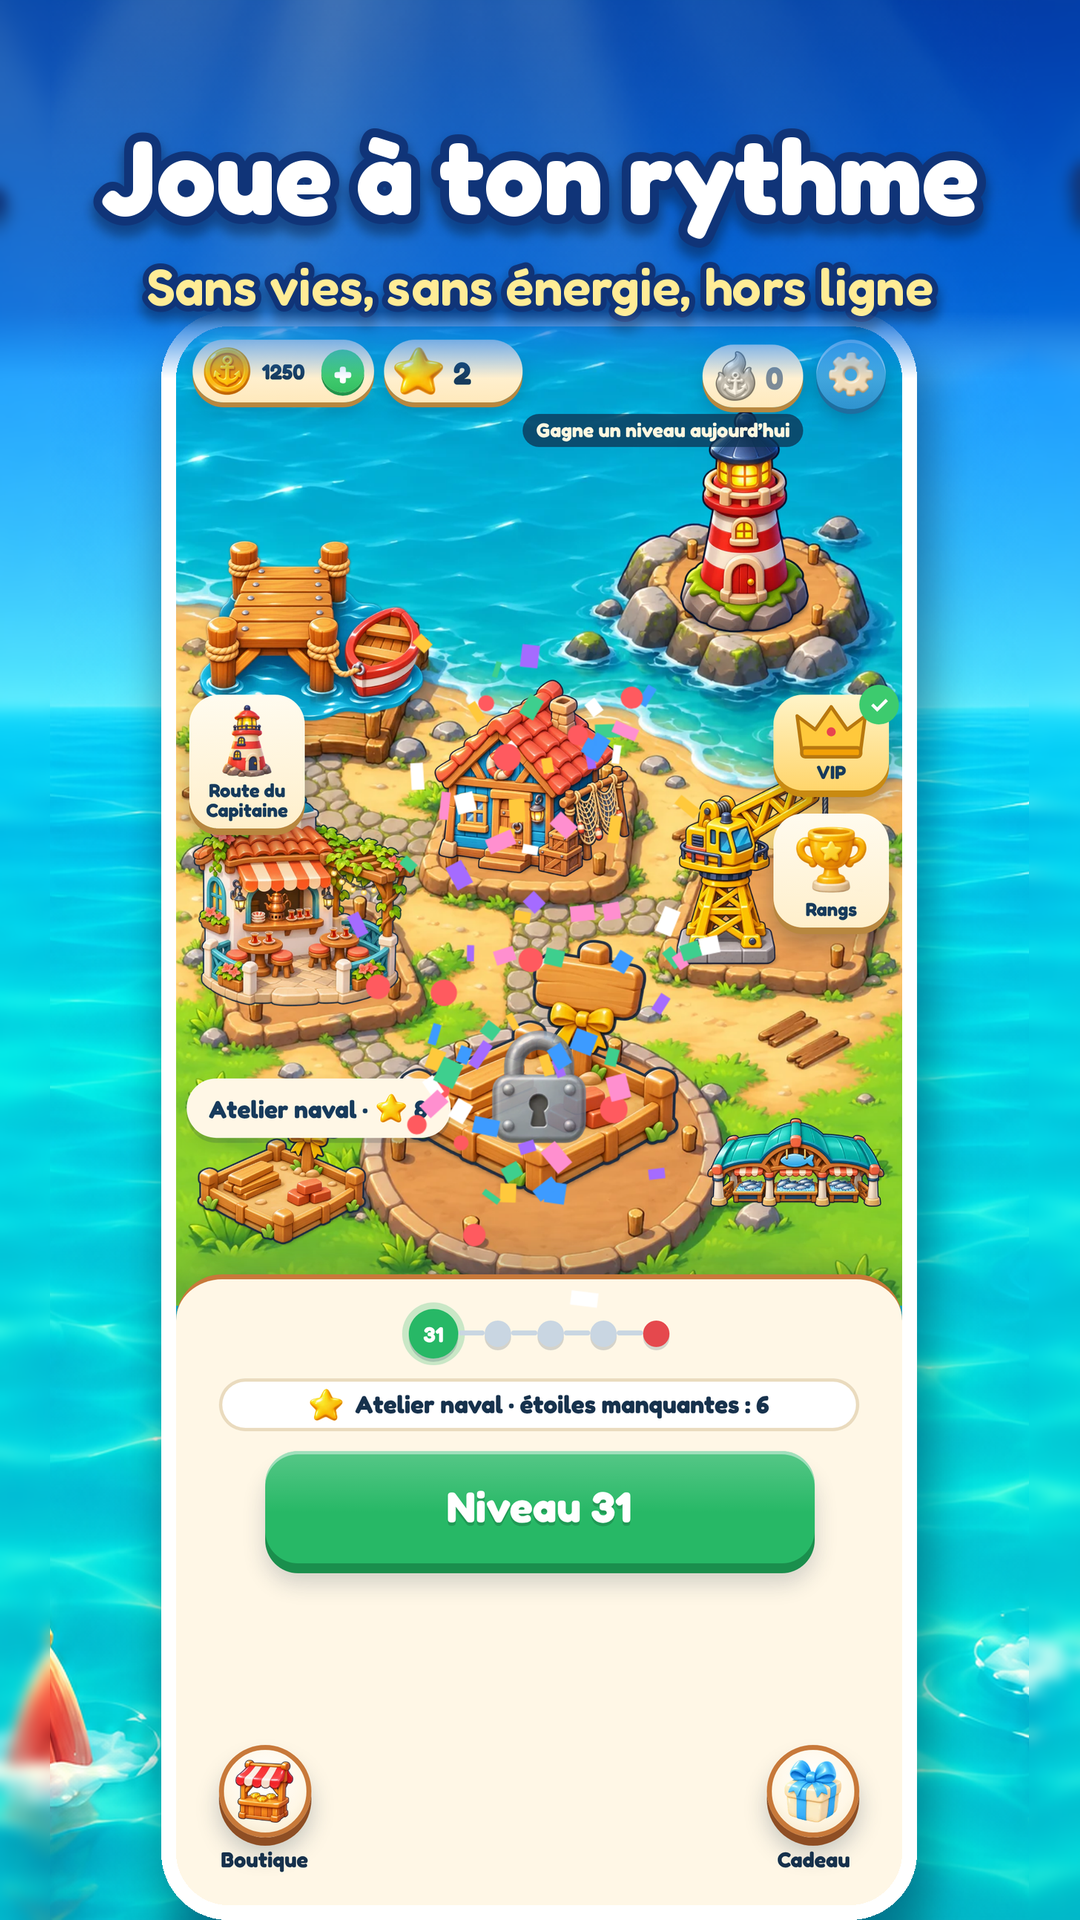 Joue à ton rythme
Sans vies, sans énergie, hors ligne
1250
2
0
Gagne un niveau aujourd'hui
Route du
Capitaine
VIP
Rangs
Atelier naval ·
31
Atelier naval · étoiles manquantes : 6
Niveau 31
Boutique
Cadeau